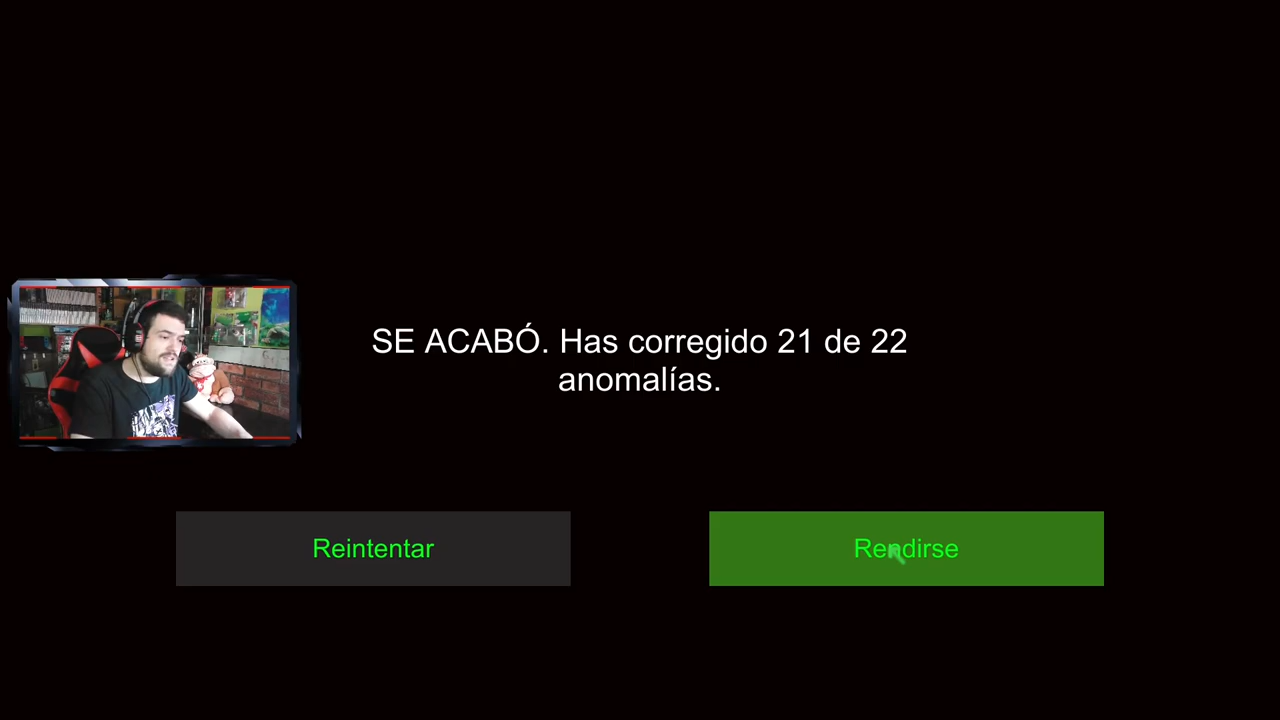 SE ACABÓ. Has corregido 21 de 22
anomalías.
Reintentar
Rendirse